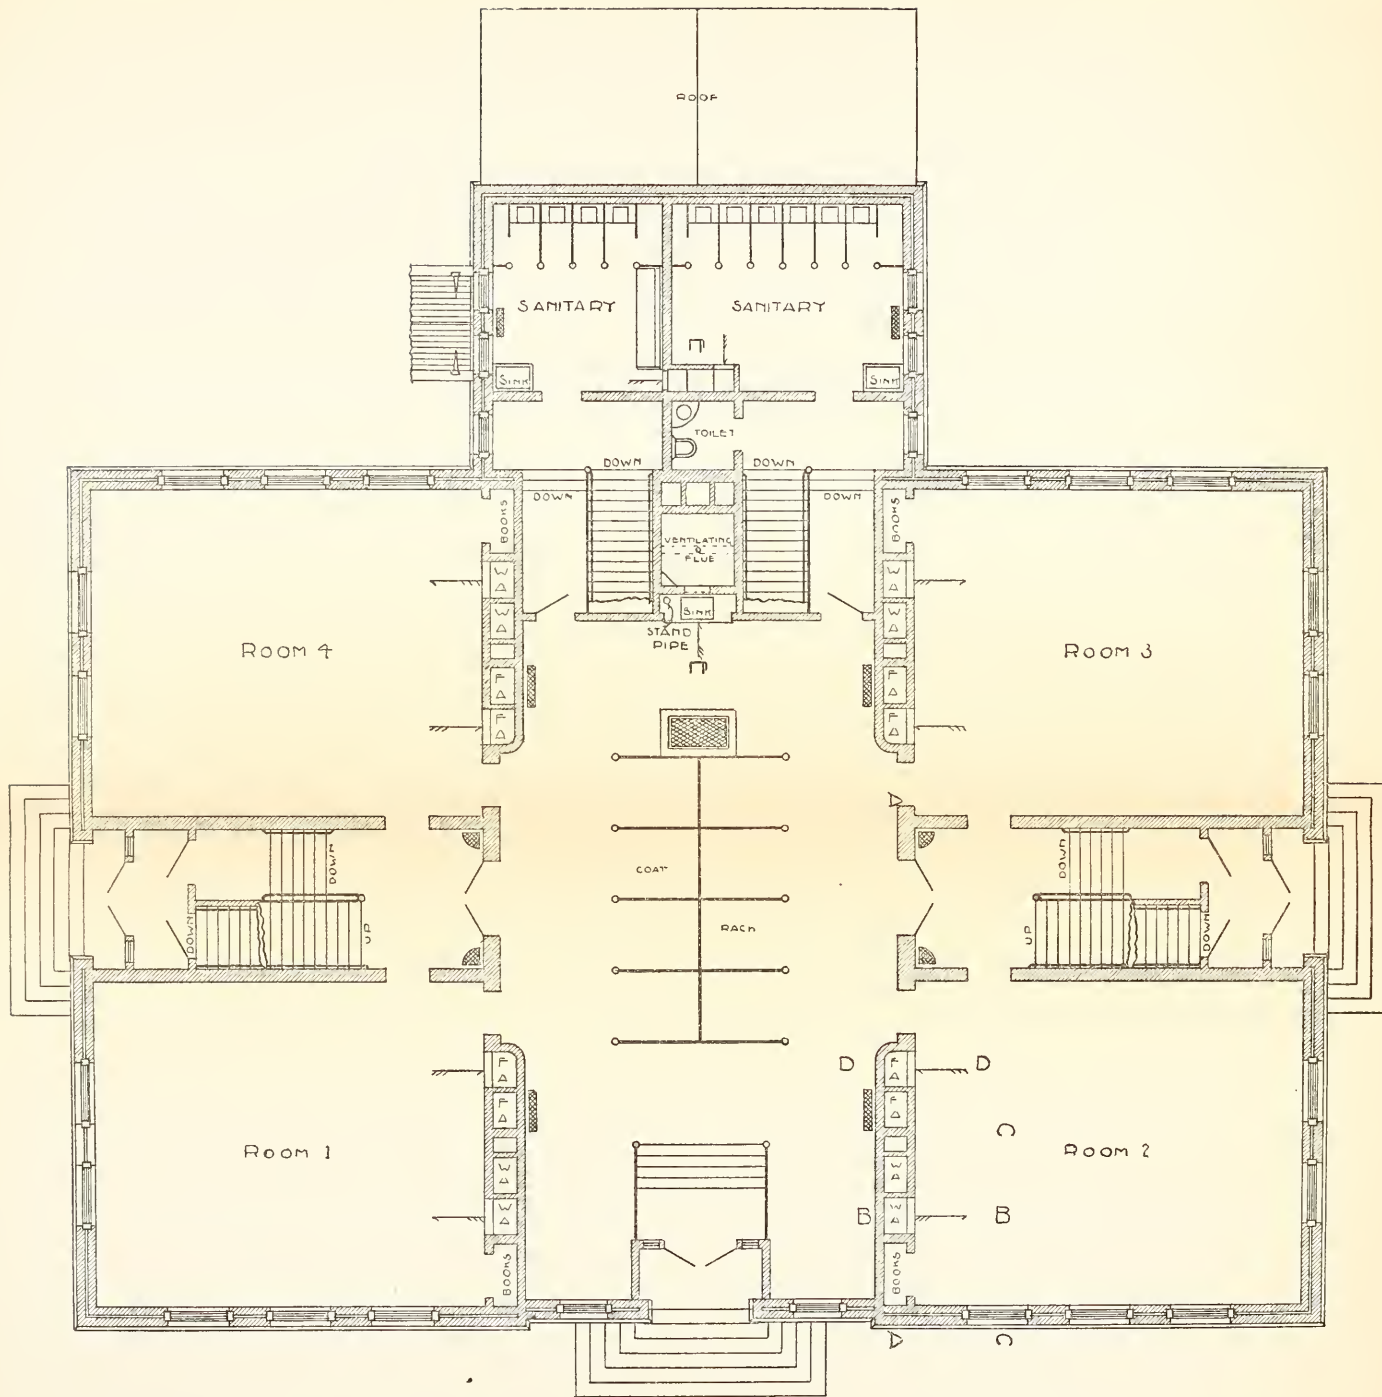 ROOF
SANITARY
SANITARY
SINK
SINK
TOILET
DOWN
DOWN
DOWN
DOWN
BOOKS
BOOKS
VENTILATING
FLUE
SINK
STAND
PIPE
W
A
W
A
F
A
F
A
W
A
W
A
F
A
F
A
ROOM 4
ROOM 3
A
DOWN
DOWN
COAT
RACK
DOWN
UP
UP
DOWN
F
A
F
A
W
A
W
A
D
F
A
D
F
A
W
A
B
W
A
B
C
ROOM 1
ROOM 2
BOOKS
BOOKS
A
C